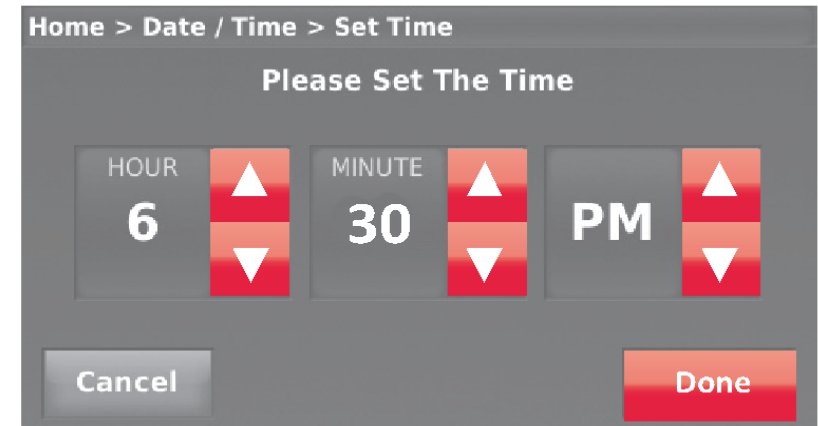 Home > Date / Time > Set Time
Please Set The Time
HOUR MINUTE
6 30 PM
Cancel Done